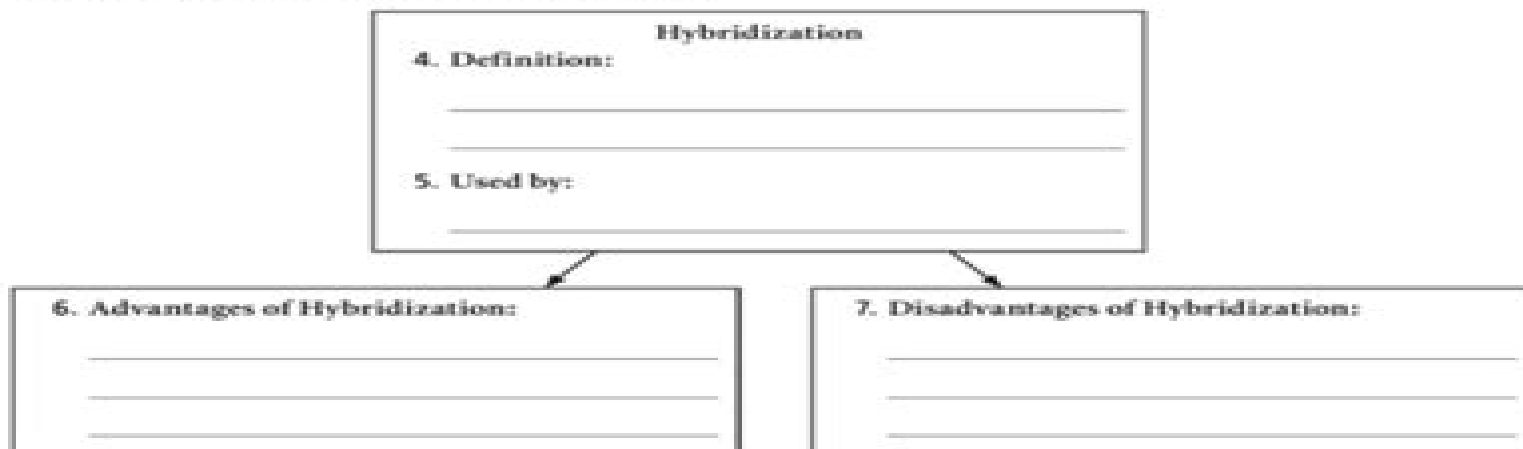 Hybridization
4. Definition:
5. Used by:
6. Advantages of Hybridization:
7. Disadvantages of Hybridization: